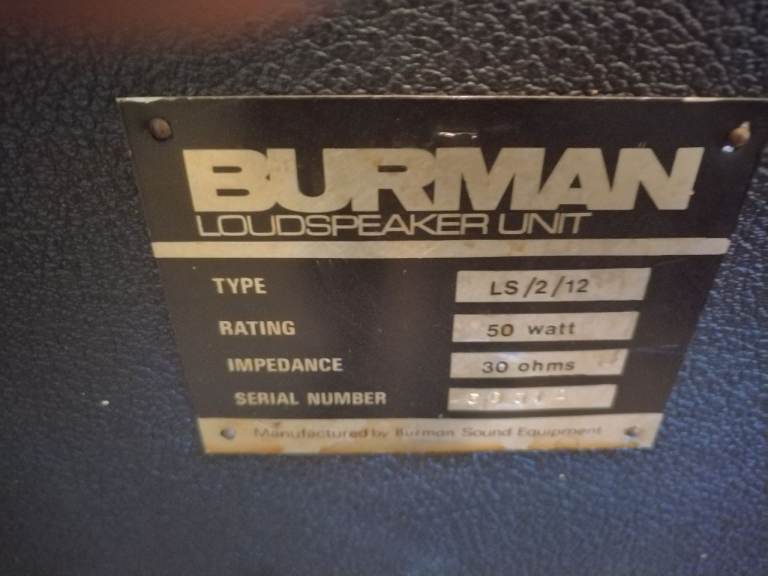 BURMAN
LOUDSPEAKER UNIT
TYPE LS/2/12
RATING 50 watt
IMPEDANCE 30 ohms
SERIAL NUMBER
Manufactured by Burman Sound Equipment